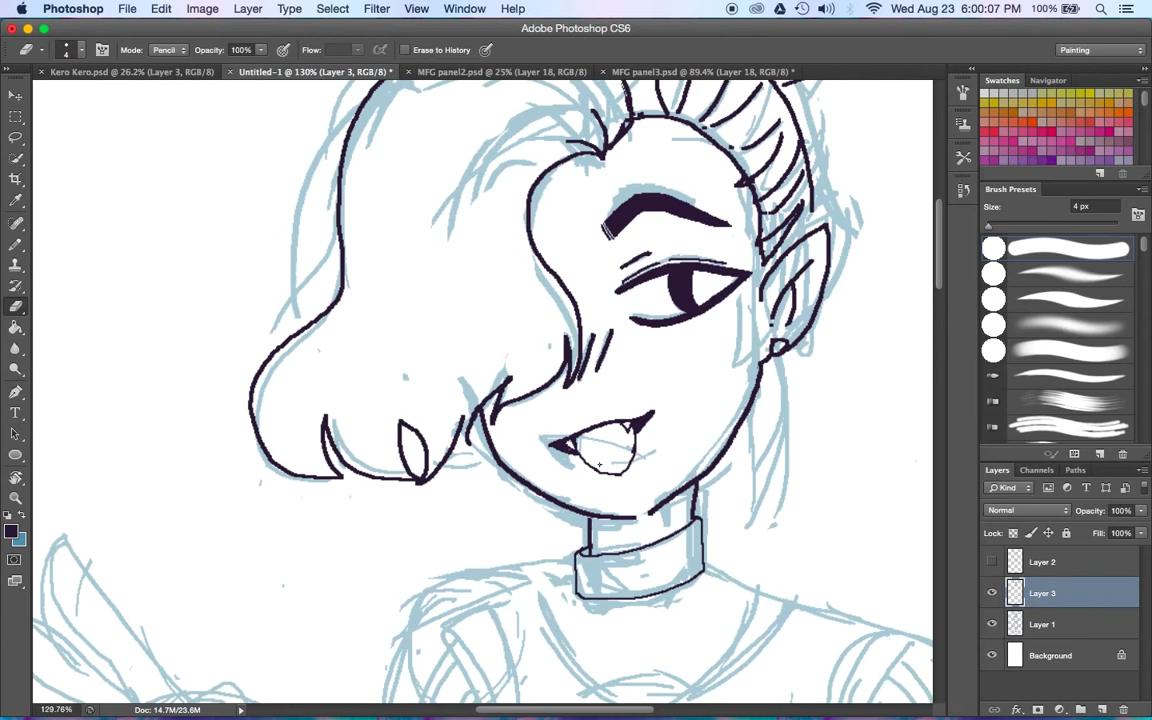 Photoshop File Edit Image Layer Type Select Filter View Window Help 100% Wed Aug 23 6:00:07 PM
Adobe Photoshop CS6
4 Mode: Pencil Opacity: 100% Flow: Erase to History Painting
Kero Kero.psd @ 26.2% (Layer 3, RGB/8) * Untitled-1 @ 130% (Layer 3, RGB/8) * MFG panel2.psd @ 25% (Layer 18, RGB/8) MFG panel3.psd @ 89.4% (Layer 18, RGB/8) *
Swatches Navigator
Brush Presets
Size: 4 px
Layers Channels Paths
Kind
Normal Opacity: 100%
Lock: Fill: 100%
Layer 2
Layer 3
Layer 1
Background
129.76% Doc: 14.7M/23.6M